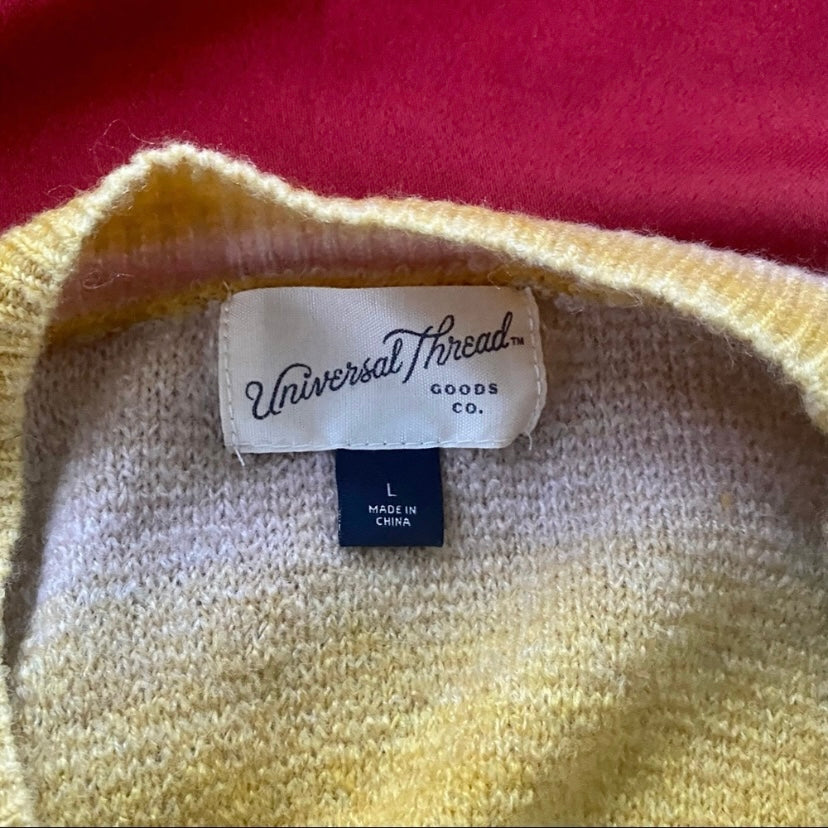 Universal Thread™
GOODS
CO.
L
MADE IN
CHINA